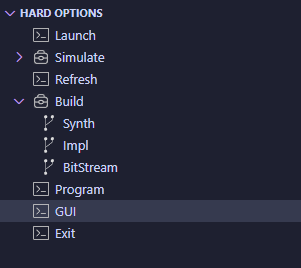 HARD OPTIONS
Launch
Simulate
Refresh
Build
Synth
Impl
BitStream
Program
GUI
Exit